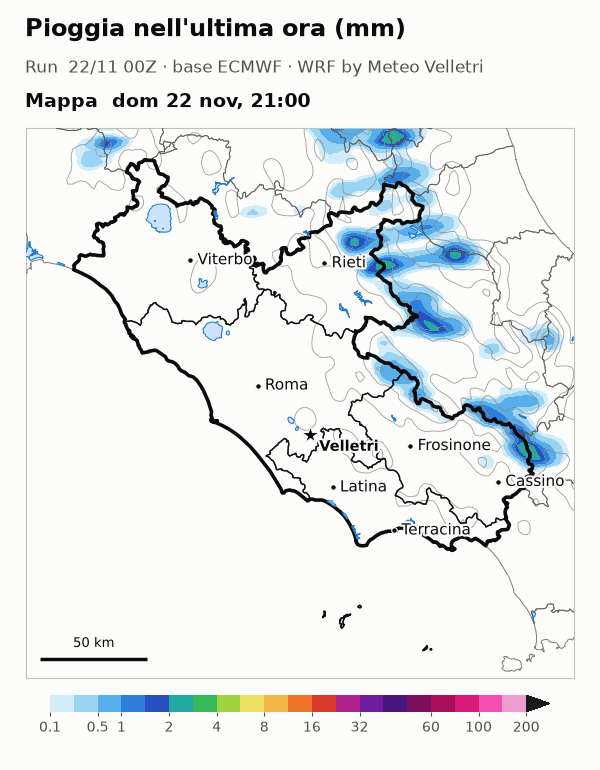 Pioggia nell'ultima ora (mm)
Run  22/11 00Z · base ECMWF · WRF by Meteo Velletri
Mappa  dom 22 nov, 21:00
Viterbo
Rieti
Roma
Velletri
Frosinone
Latina
Cassino
Terracina
50 km
0.1 0.5 1 2 4 8 16 32 60 100 200